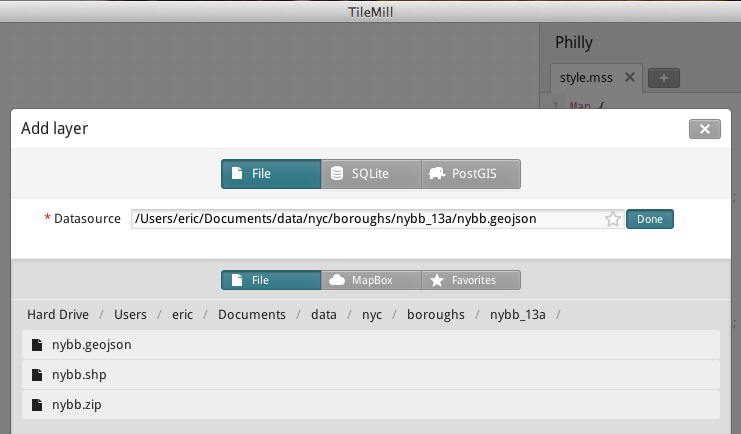 TileMill
Philly
style.mss
1 Map {
Add layer
File SQLite PostGIS
* Datasource /Users/eric/Documents/data/nyc/boroughs/nybb_13a/nybb.geojson Done
;
File MapBox Favorites
Hard Drive / Users / eric / Documents / data / nyc / boroughs / nybb_13a /
;
nybb.geojson
nybb.shp
nybb.zip